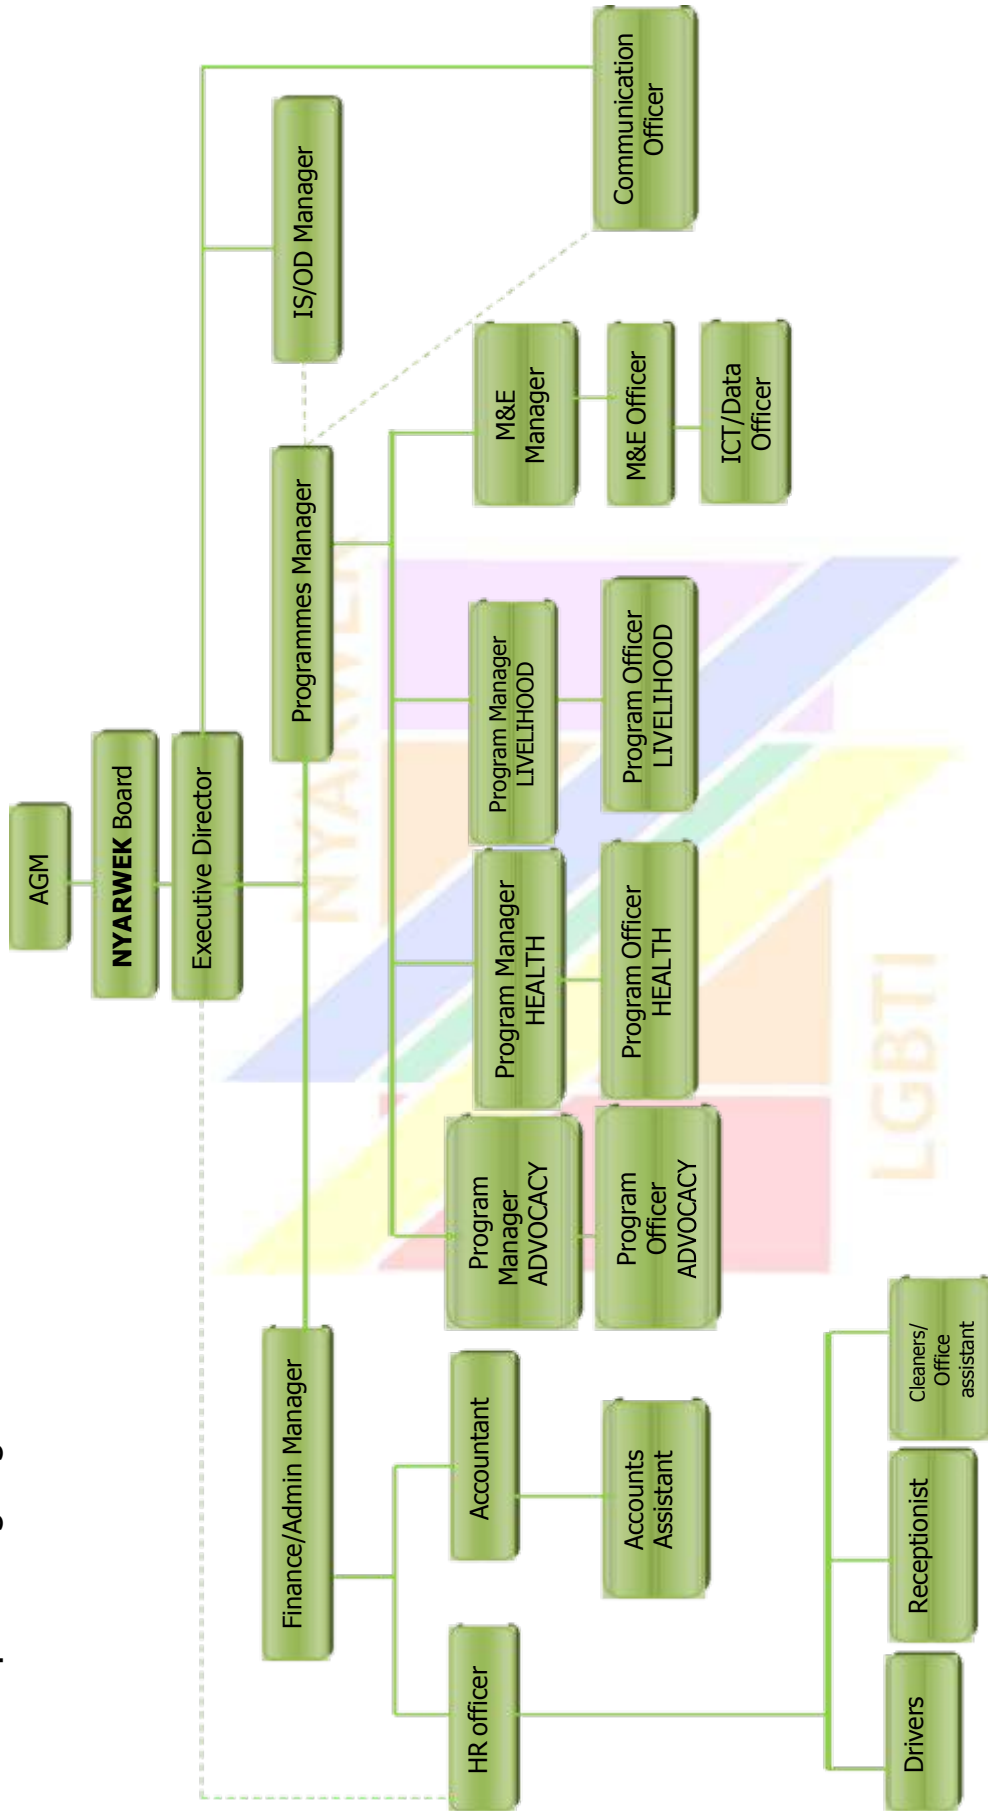 AGM
NYARWEK Board
Executive Director
IS/OD Manager
Finance/Admin Manager
Programmes Manager
HR officer
Accountant
Program
Manager
ADVOCACY
Program Manager
HEALTH
Program Manager
LIVELIHOOD
M&E
Manager
Communication
Officer
Accounts
Assistant
Program
Officer
ADVOCACY
Program Officer
HEALTH
Program Officer
LIVELIHOOD
M&E Officer
ICT/Data
Officer
Drivers
Receptionist
Cleaners/
Office
assistant
NYARWEK
LGBTI